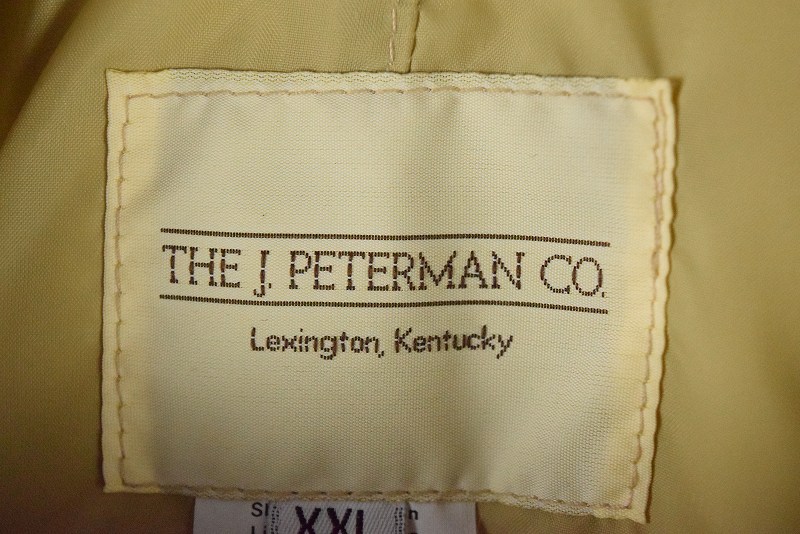 THE J. PETERMAN CO.
Lexington, Kentucky
XXL